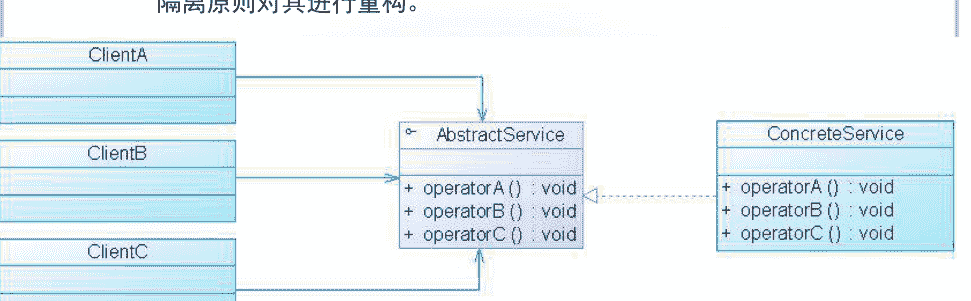 隔离原则对其进行重构。
ClientA
AbstractService
+ operatorA () : void
+ operatorB () : void
+ operatorC () : void
ConcreteService
+ operatorA () : void
+ operatorB () : void
+ operatorC () : void
ClientB
ClientC